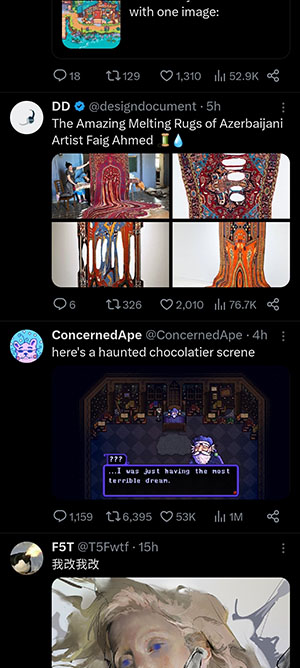 with one image:
18 129 1,310 52.9K
DD @designdocument · 5h
The Amazing Melting Rugs of Azerbaijani
Artist Faig Ahmed 🧵💧
6 326 2,010 76.7K
ConcernedApe @ConcernedApe · 4h
here's a haunted chocolatier screne
???
...I was just having the most
terrible dream.
1,159 6,395 53K 1M
F5T @T5Fwtf · 15h
我改我改